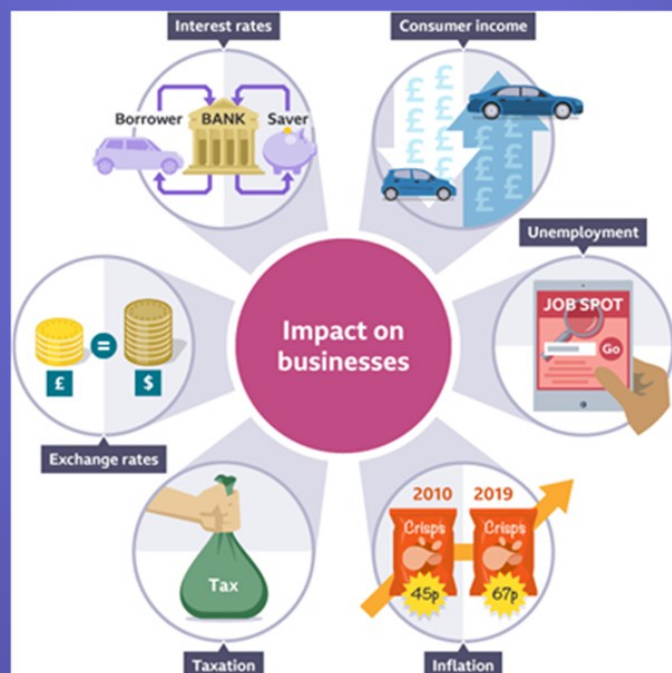 Interest rates
Consumer income
Borrower
BANK
Saver
£ £
£ £
£ £
£ £
£
Unemployment
JOB SPOT
Go
Impact on
businesses
£
$
=
Exchange rates
Tax
Taxation
2010
2019
Crisps
Crisps
45p
67p
Inflation